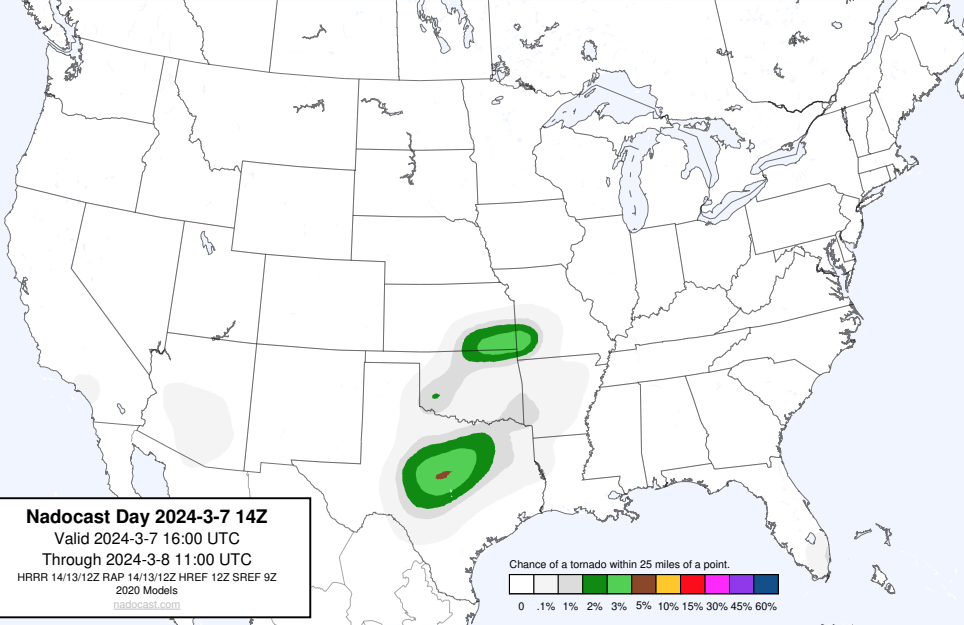 Nadocast Day 2024-3-7 14Z
Valid 2024-3-7 16:00 UTC
Through 2024-3-8 11:00 UTC
HRRR 14/13/12Z RAP 14/13/12Z HREF 12Z SREF 9Z
2020 Models
nadocast.com
Chance of a tornado within 25 miles of a point.
0 .1% 1% 2% 3% 5% 10% 15% 30% 45% 60%